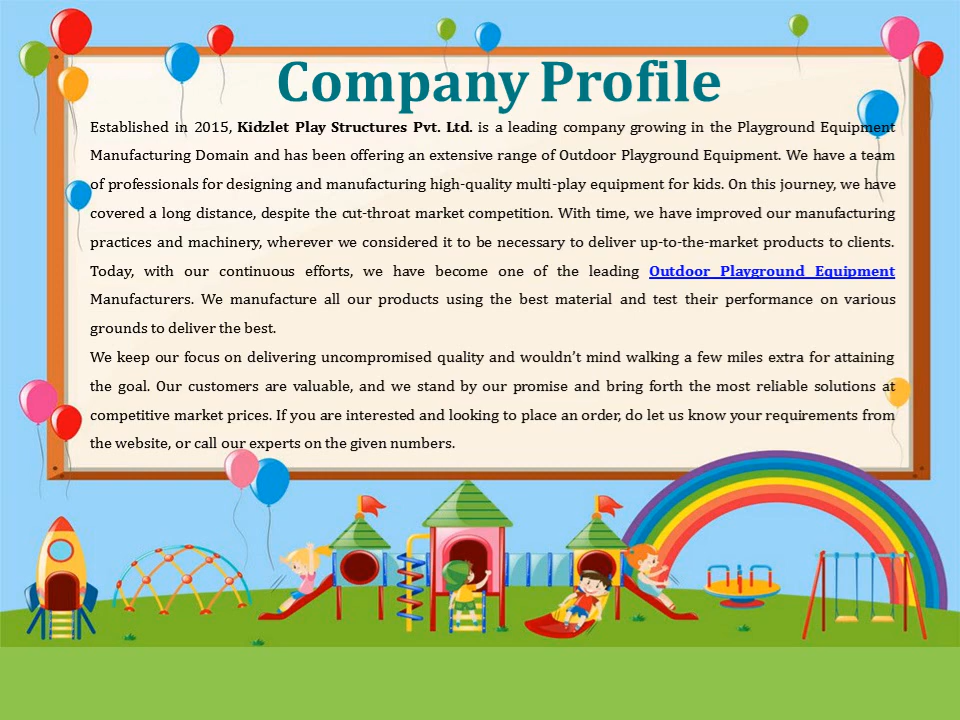 Company Profile
Established in 2015, Kidzlet Play Structures Pvt. Ltd. is a leading company growing in the Playground Equipment
Manufacturing Domain and has been offering an extensive range of Outdoor Playground Equipment. We have a team
of professionals for designing and manufacturing high-quality multi-play equipment for kids. On this journey, we have
covered a long distance, despite the cut-throat market competition. With time, we have improved our manufacturing
practices and machinery, wherever we considered it to be necessary to deliver up-to-the-market products to clients.
Today, with our continuous efforts, we have become one of the leading Outdoor Playground Equipment
Manufacturers. We manufacture all our products using the best material and test their performance on various
grounds to deliver the best.
We keep our focus on delivering uncompromised quality and wouldn’t mind walking a few miles extra for attaining
the goal. Our customers are valuable, and we stand by our promise and bring forth the most reliable solutions at
competitive market prices. If you are interested and looking to place an order, do let us know your requirements from
the website, or call our experts on the given numbers.